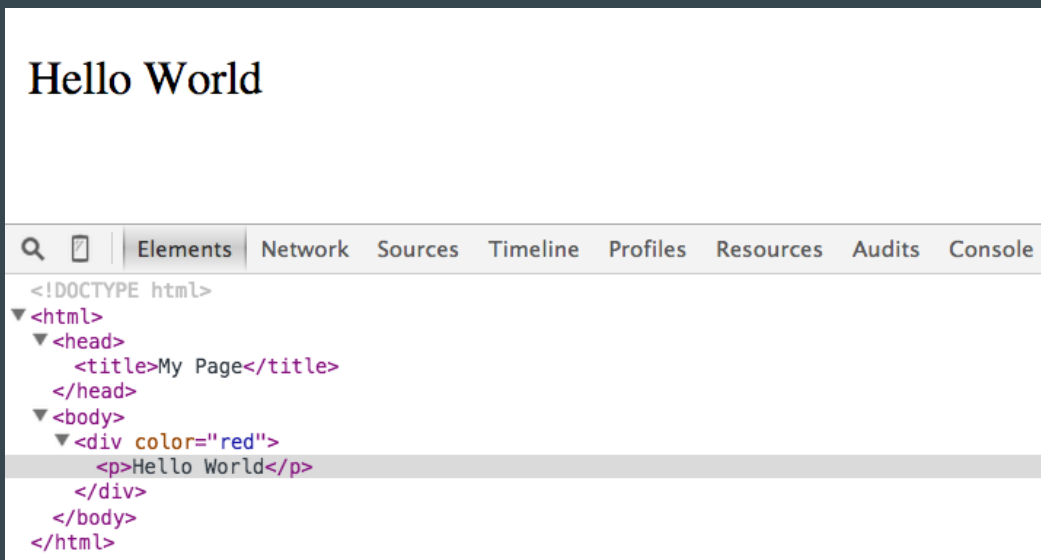 Hello World
Elements Network Sources Timeline Profiles Resources Audits Console
<!DOCTYPE html>
<html>
<head>
<title>My Page</title>
</head>
<body>
<div color="red">
<p>Hello World</p>
</div>
</body>
</html>